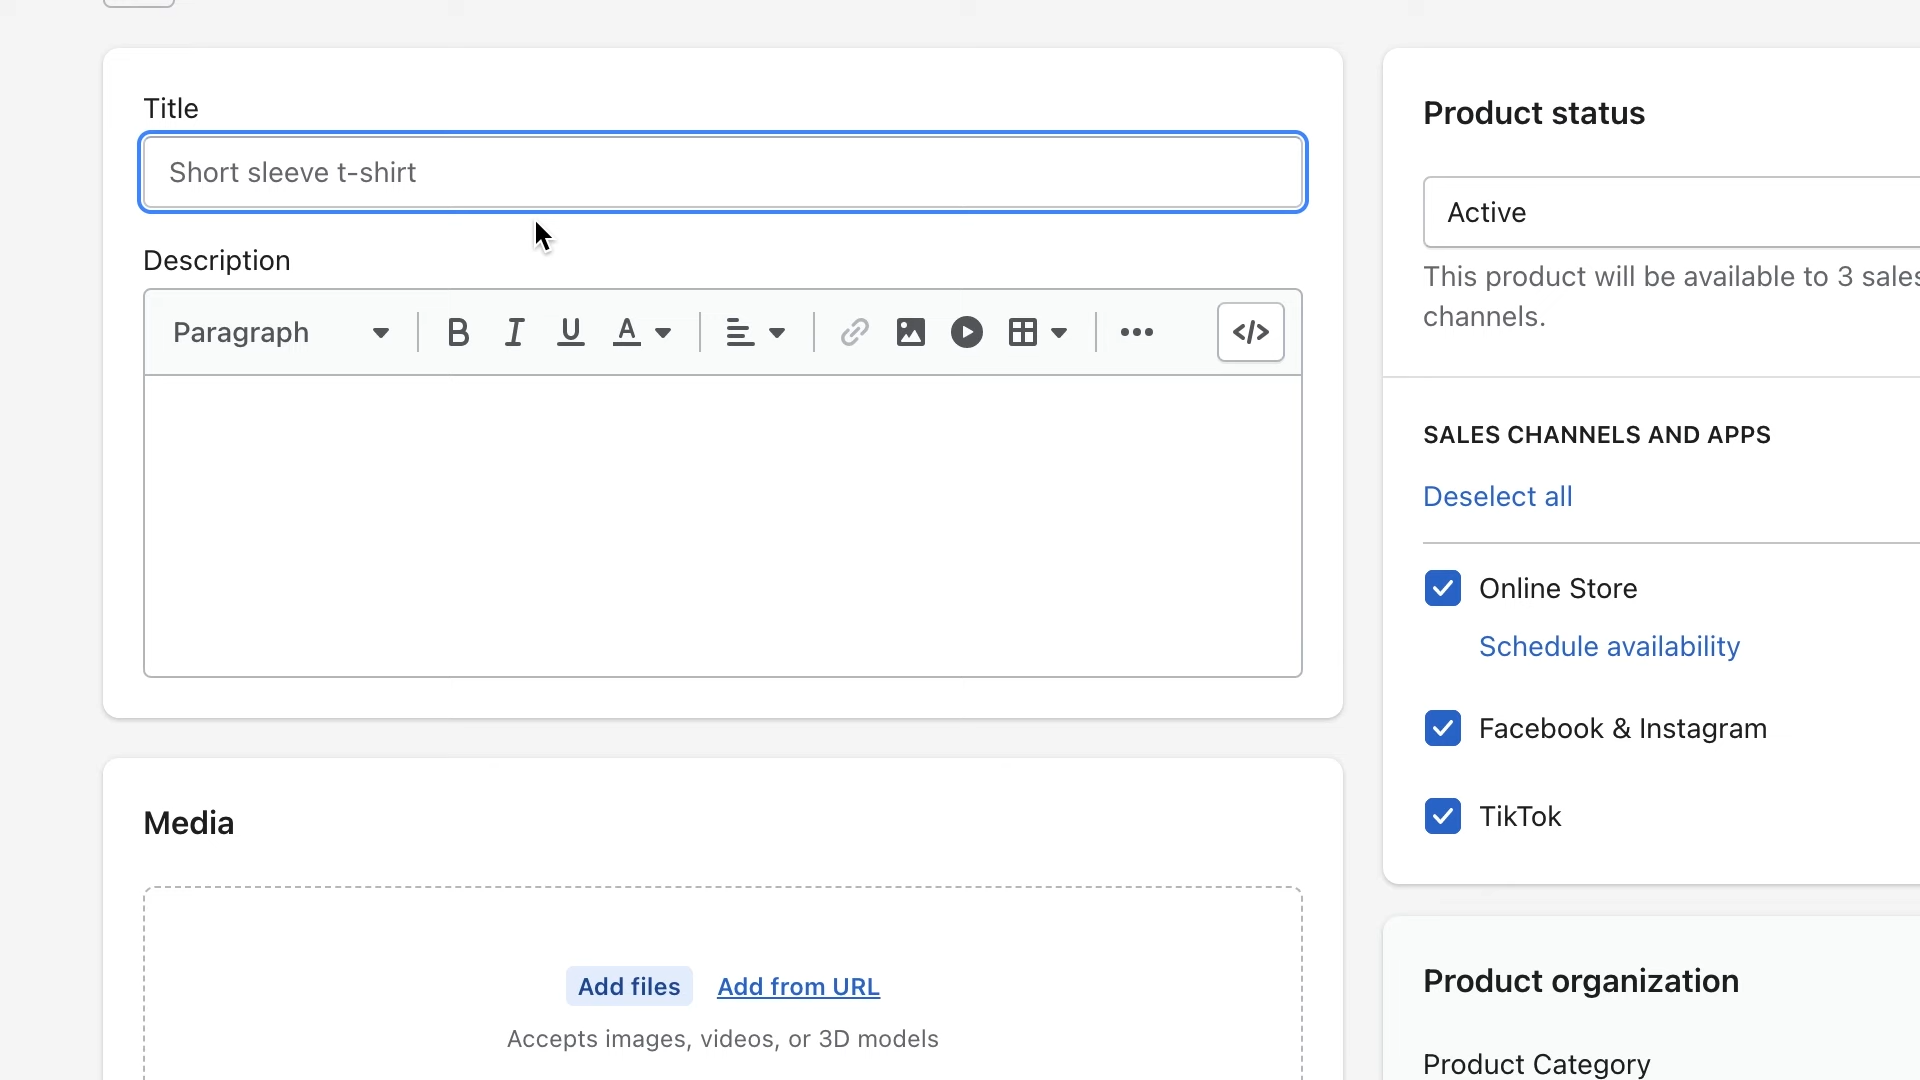 Title
Short sleeve t-shirt
Description
Paragraph
B I U A
Media
Add files Add from URL
Accepts images, videos, or 3D models
Product status
Active
This product will be available to 3 sales
channels.
SALES CHANNELS AND APPS
Deselect all
Online Store
Schedule availability
Facebook & Instagram
TikTok
Product organization
Product Category